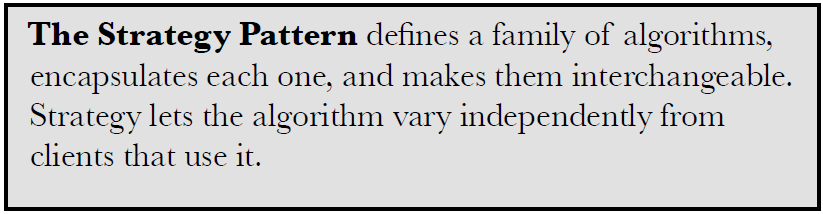 The Strategy Pattern defines a family of algorithms,
encapsulates each one, and makes them interchangeable.
Strategy lets the algorithm vary independently from
clients that use it.